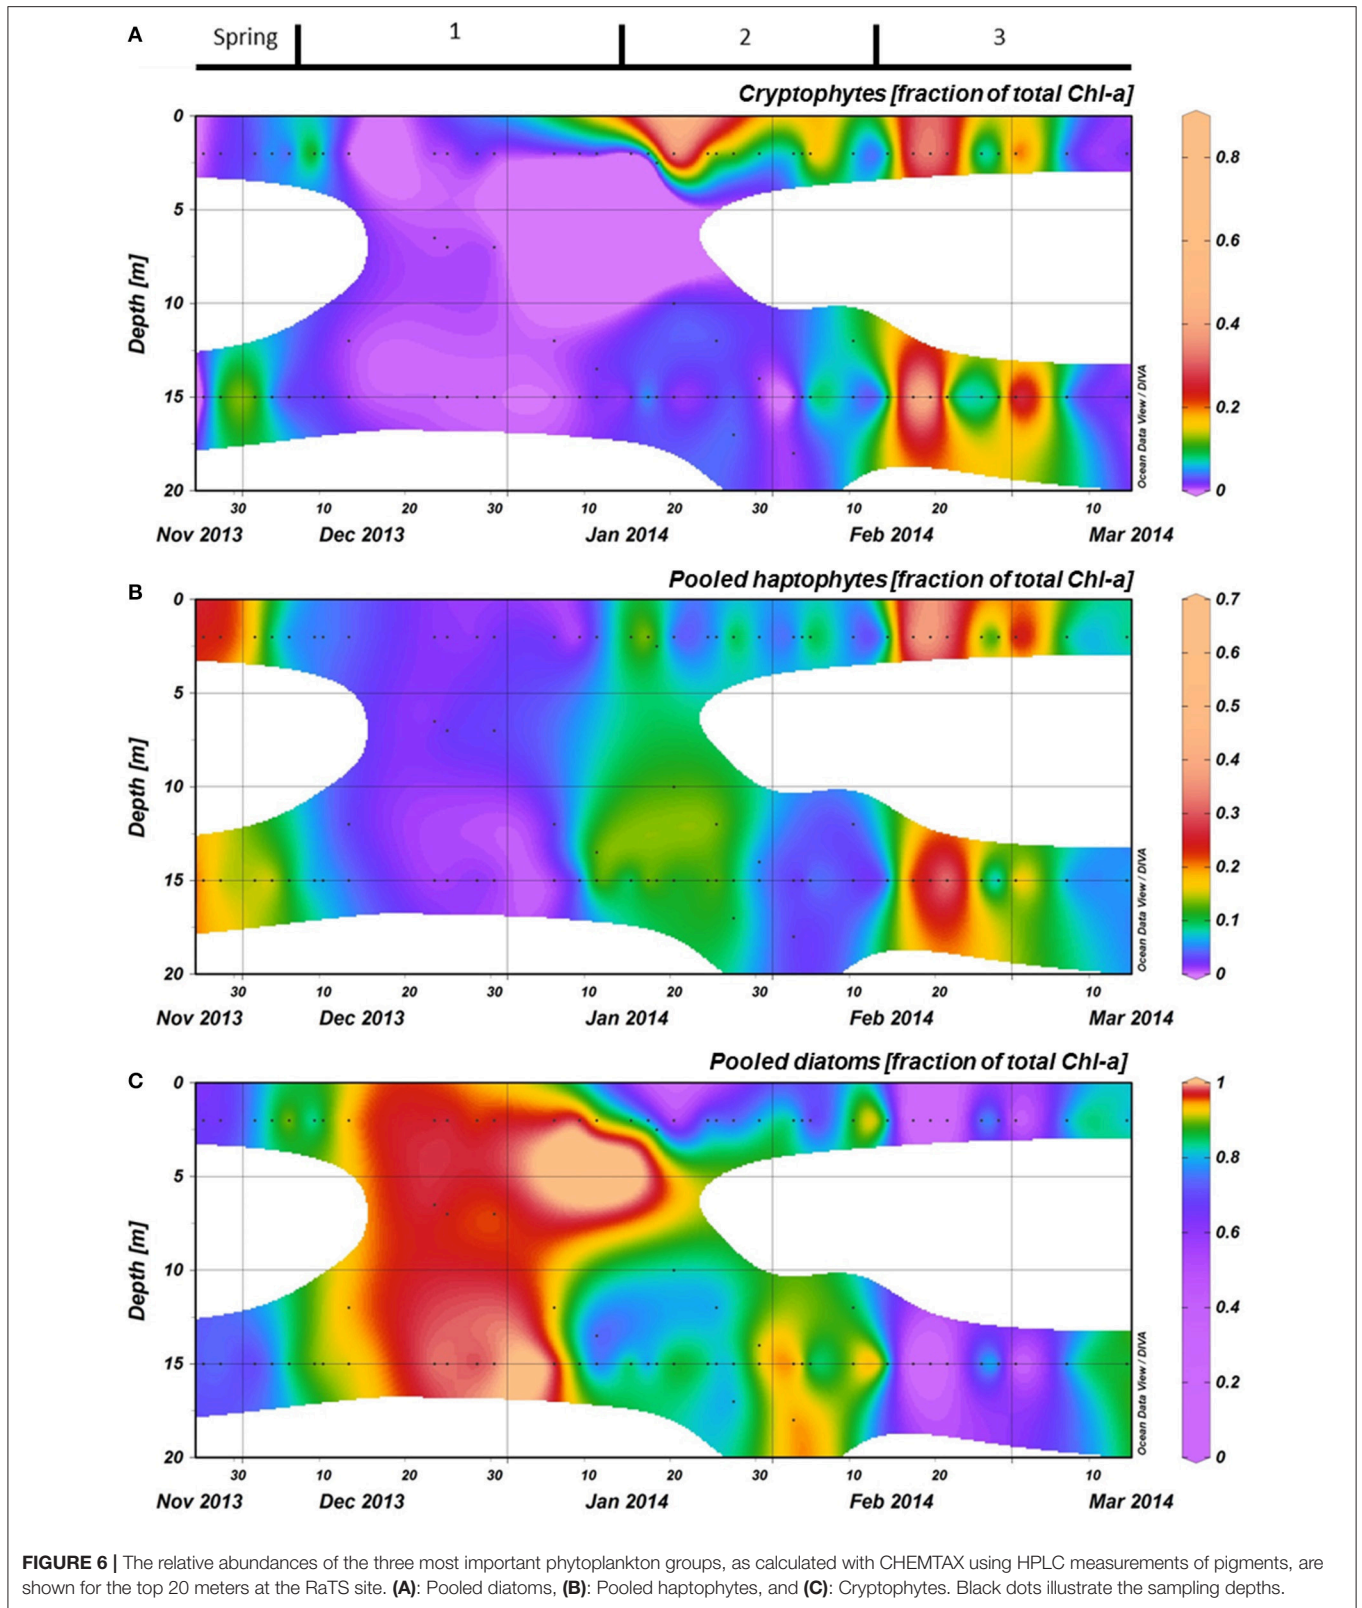 A
Spring 1 2 3
Cryptophytes [fraction of total Chl-a]
0
5
10
15
20
Depth [m]
30 10 20 30 10 20 30 10 20 10
Nov 2013 Dec 2013 Jan 2014 Feb 2014 Mar 2014
0.8
0.6
0.4
0.2
0
Ocean Data View / DIVA
B
Pooled haptophytes [fraction of total Chl-a]
0
5
10
15
20
Depth [m]
30 10 20 30 10 20 30 10 20 10
Nov 2013 Dec 2013 Jan 2014 Feb 2014 Mar 2014
0.7
0.6
0.5
0.4
0.3
0.2
0.1
0
Ocean Data View / DIVA
C
Pooled diatoms [fraction of total Chl-a]
0
5
10
15
20
Depth [m]
30 10 20 30 10 20 30 10 20 10
Nov 2013 Dec 2013 Jan 2014 Feb 2014 Mar 2014
1
0.8
0.6
0.4
0.2
0
Ocean Data View / DIVA
FIGURE 6 | The relative abundances of the three most important phytoplankton groups, as calculated with CHEMTAX using HPLC measurements of pigments, are
shown for the top 20 meters at the RaTS site. (A): Pooled diatoms, (B): Pooled haptophytes, and (C): Cryptophytes. Black dots illustrate the sampling depths.